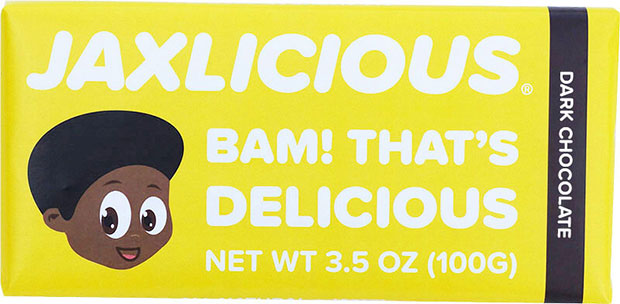 JAXLICIOUS®
BAM! THAT'S
DELICIOUS
NET WT 3.5 OZ (100G)
DARK CHOCOLATE